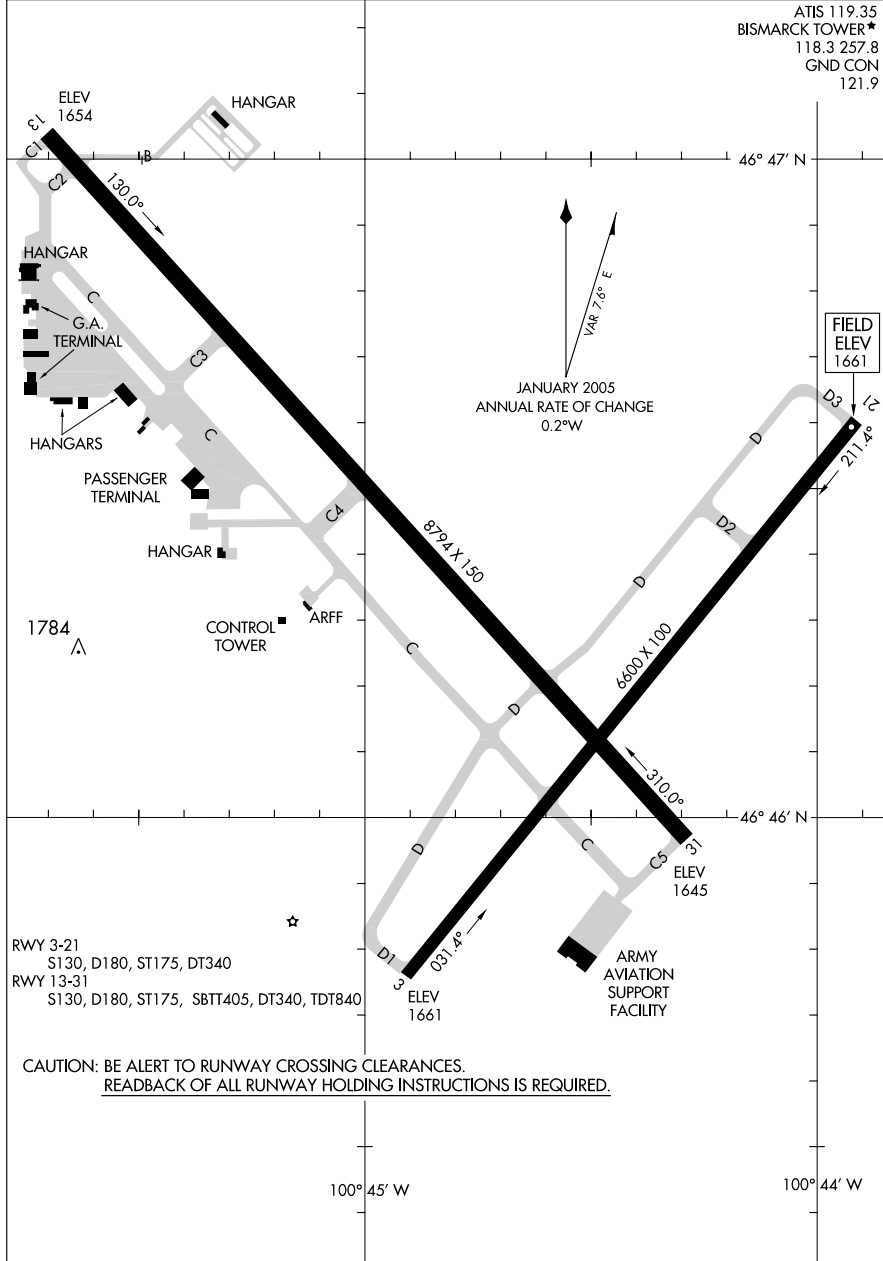 ATIS 119.35
BISMARCK TOWER★
118.3 257.8
GND CON
121.9
ELEV
1654
HANGAR
13
C1
B
46° 47' N
C2
130.0°
HANGAR
VAR 7.6° E
C
G.A.
TERMINAL
FIELD
ELEV
1661
C3
JANUARY 2005
ANNUAL RATE OF CHANGE
0.2°W
D3
21
HANGARS
C
D
211.4°
PASSENGER
TERMINAL
C4
D2
8794 X 150
HANGAR
D
1784
CONTROL
TOWER
ARFF
C
6600 X 100
D
310.0°
46° 46' N
D
C
C5
31
ELEV
1645
RWY 3-21
S130, D180, ST175, DT340
RWY 13-31
S130, D180, ST175, SBTT405, DT340, TDT840
D1
031.4°
3
ELEV
1661
ARMY
AVIATION
SUPPORT
FACILITY
CAUTION: BE ALERT TO RUNWAY CROSSING CLEARANCES.
READBACK OF ALL RUNWAY HOLDING INSTRUCTIONS IS REQUIRED.
100° 45' W
100° 44' W